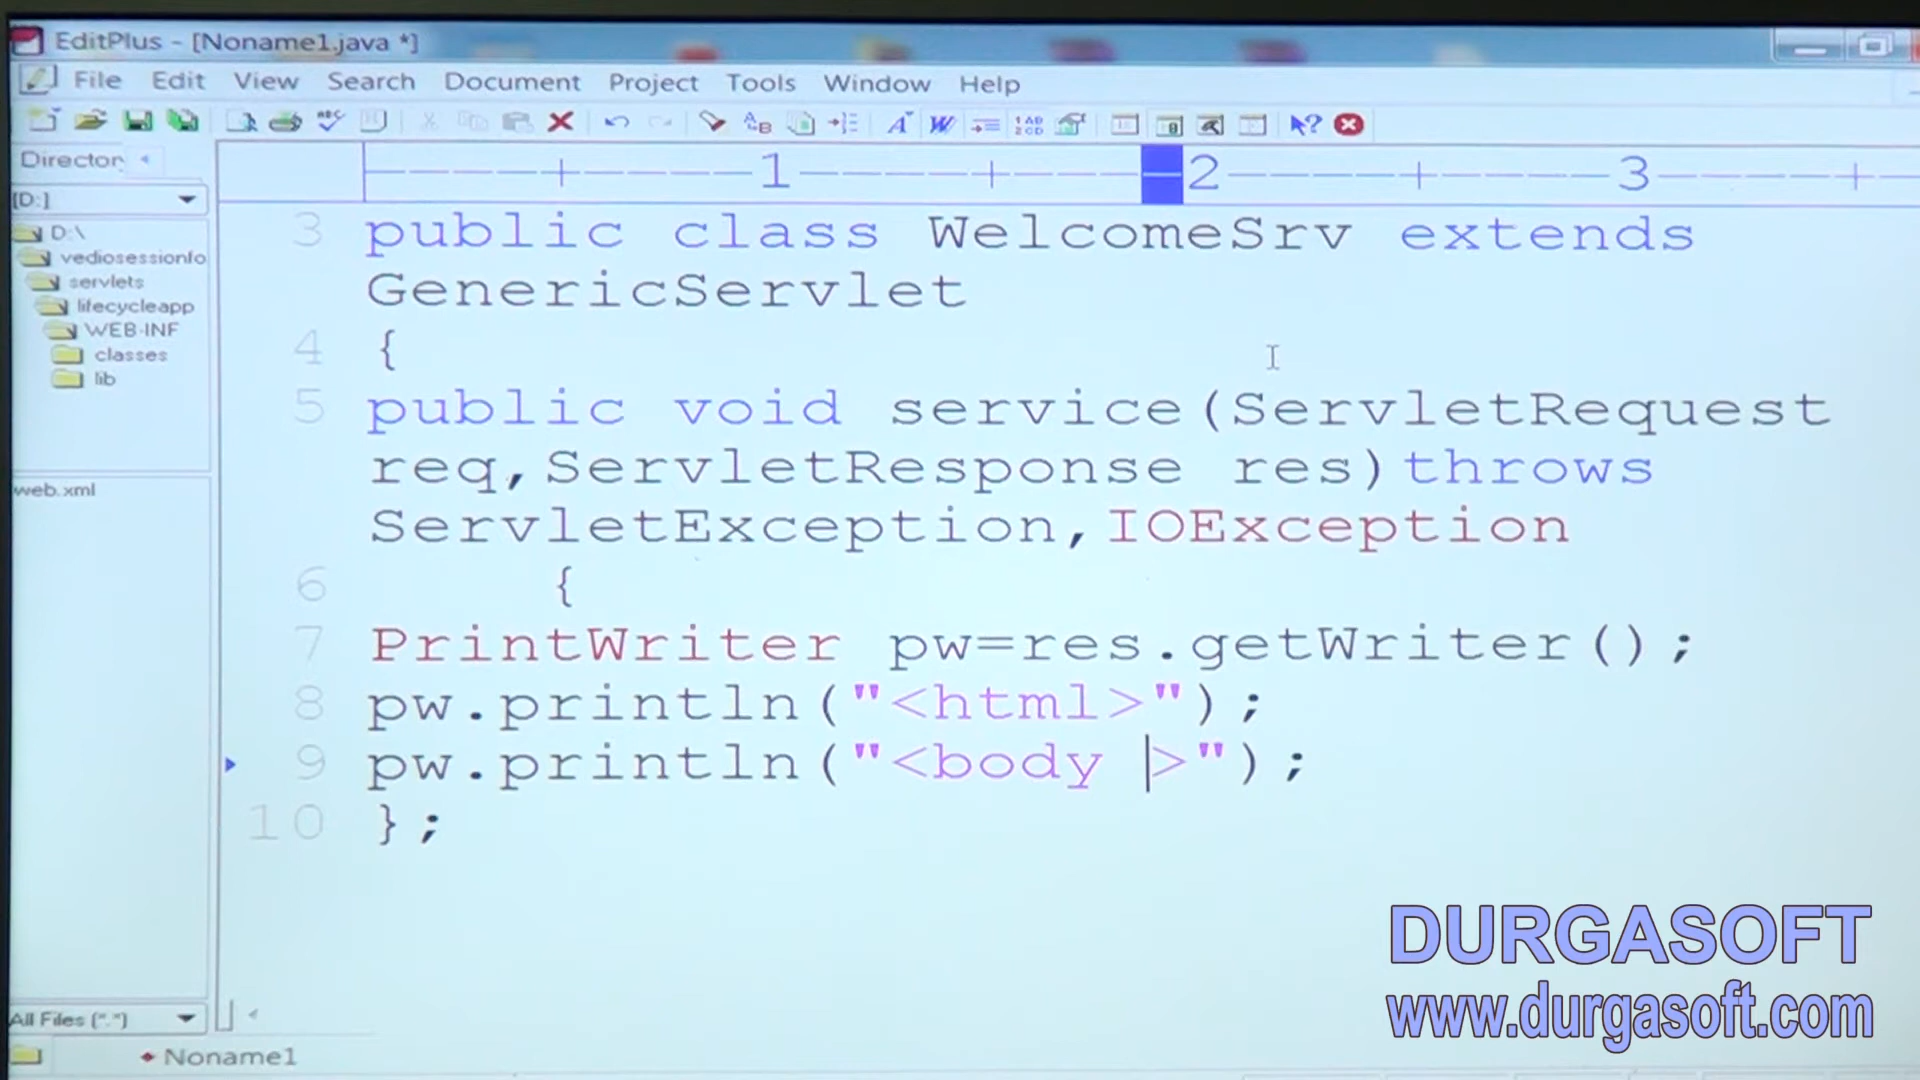 EditPlus - [Noname1.java *]
File Edit View Search Document Project Tools Window Help
Director
[D:]
D:\
vediosessionfo
servlets
lifecycleapp
WEB-INF
classes
lib
web.xml
All Files (*.*)
Noname1
----+----1----+----2----+----3----+
3 public class WelcomeSrv extends
GenericServlet
4 {
5 public void service(ServletRequest
req,ServletResponse res)throws
ServletException,IOException
6 {
7 PrintWriter pw=res.getWriter();
8 pw.println("<html>");
9 pw.println("<body >");
10 };
DURGASOFT
www.durgasoft.com